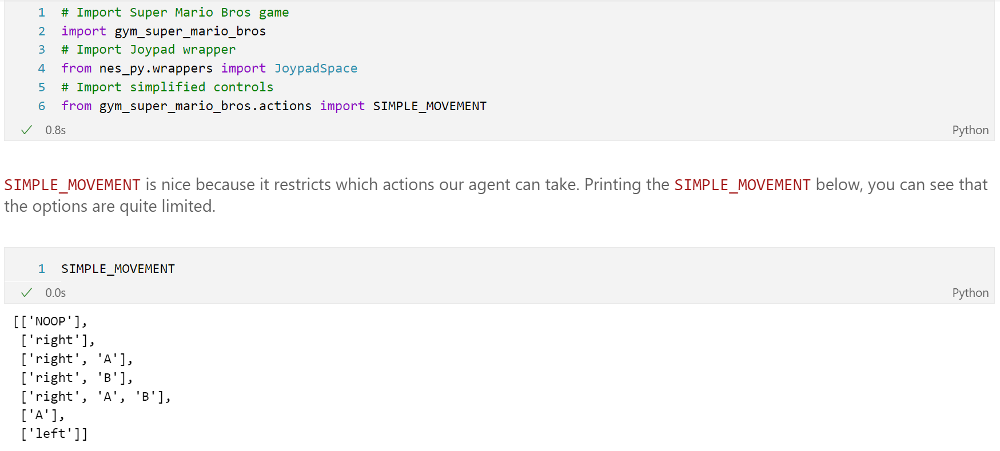 1 # Import Super Mario Bros game
2 import gym_super_mario_bros
3 # Import Joypad wrapper
4 from nes_py.wrappers import JoypadSpace
5 # Import simplified controls
6 from gym_super_mario_bros.actions import SIMPLE_MOVEMENT
0.8s Python
SIMPLE_MOVEMENT is nice because it restricts which actions our agent can take. Printing the SIMPLE_MOVEMENT below, you can see that
the options are quite limited.
1 SIMPLE_MOVEMENT
0.0s Python
[['NOOP'],
 ['right'],
 ['right', 'A'],
 ['right', 'B'],
 ['right', 'A', 'B'],
 ['A'],
 ['left']]